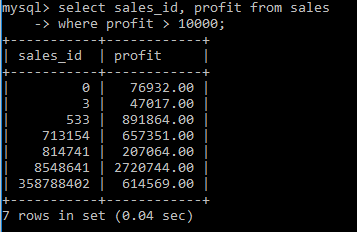 mysql> select sales_id, profit from sales
    -> where profit > 10000;
+-----------+------------+
| sales_id  | profit     |
+-----------+------------+
|         0 |   76932.00 |
|         3 |   47017.00 |
|       533 |  891864.00 |
|    713154 |  657351.00 |
|    814741 |  207064.00 |
|   8548641 | 2720744.00 |
| 358788402 |  614569.00 |
+-----------+------------+
7 rows in set (0.04 sec)